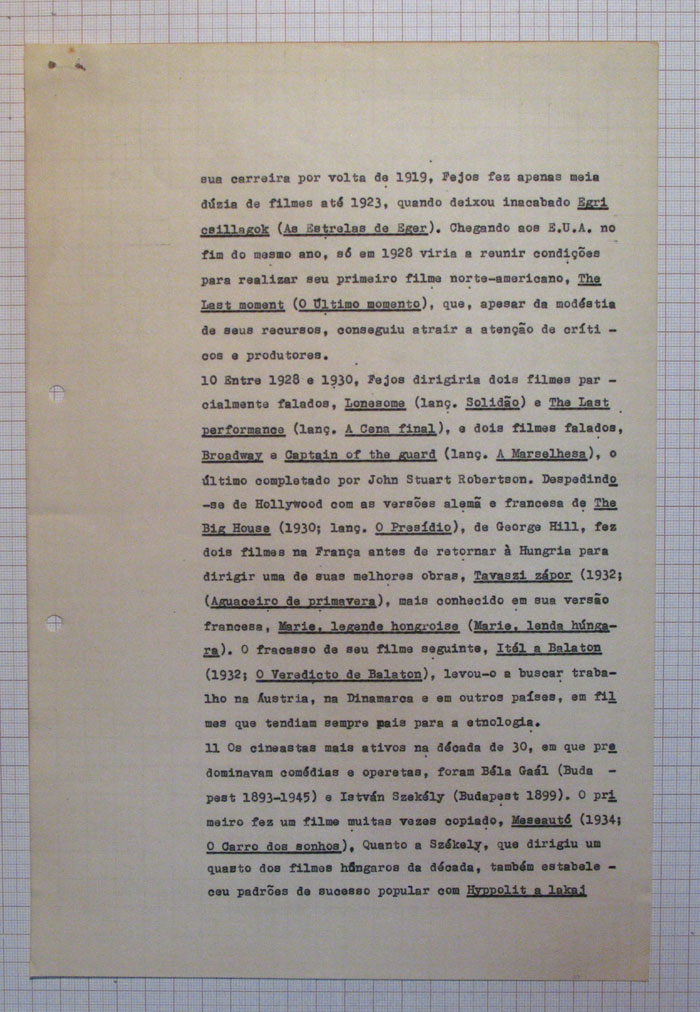 sua carreira por volta de 1919, Fejos fez apenas meia
dúzia de filmes até 1923, quando deixou inacabado Egri
csillagok (As Estrelas de Eger). Chegando aos E.U.A. no
fim do mesmo ano, só em 1928 viria a reunir condições
para realizar seu primeiro filme norte-americano, The
Last moment (O Último momento), que, apesar da modéstia
de seus recursos, conseguiu atrair a atenção de críti -
cos e produtores.
10 Entre 1928 e 1930, Fejos dirigiria dois filmes par -
cialmente falados, Lonesome (lanç. Solidão) e The Last
performance (lanç. A Cena final), e dois filmes falados,
Broadway e Captain of the guard (lanç. A Marselhesa), o
último completado por John Stuart Robertson. Despedindo
-se de Hollywood com as versões alemã e francesa de The
Big House (1930; lanç. O Presídio), de George Hill, fez
dois filmes na França antes de retornar à Hungria para
dirigir uma de suas melhores obras, Tavaszi zápor (1932;
(Aguaceiro de primavera), mais conhecido em sua versão
francesa, Marie, legende hongroise (Marie, lenda húnga-
ra). O fracasso de seu filme seguinte, Itél a Balaton
(1932; O Veredicto de Balaton), levou-o a buscar traba-
lho na Áustria, na Dinamarca e em outros países, em fil
mes que tendiam sempre mais para a etnologia.
11 Os cineastas mais ativos na década de 30, em que pre
dominavam comédias e operetas, foram Béla Gaál (Buda -
pest 1893-1945) e István Szekély (Budapest 1899). O pri
meiro fez um filme muitas vezes copiado, Meseautó (1934;
O Carro dos sonhos), Quanto a Székely, que dirigiu um
quasto dos filmes húngaros da década, também estabele -
ceu padrões de sucesso popular com Hyppolit a lakaj